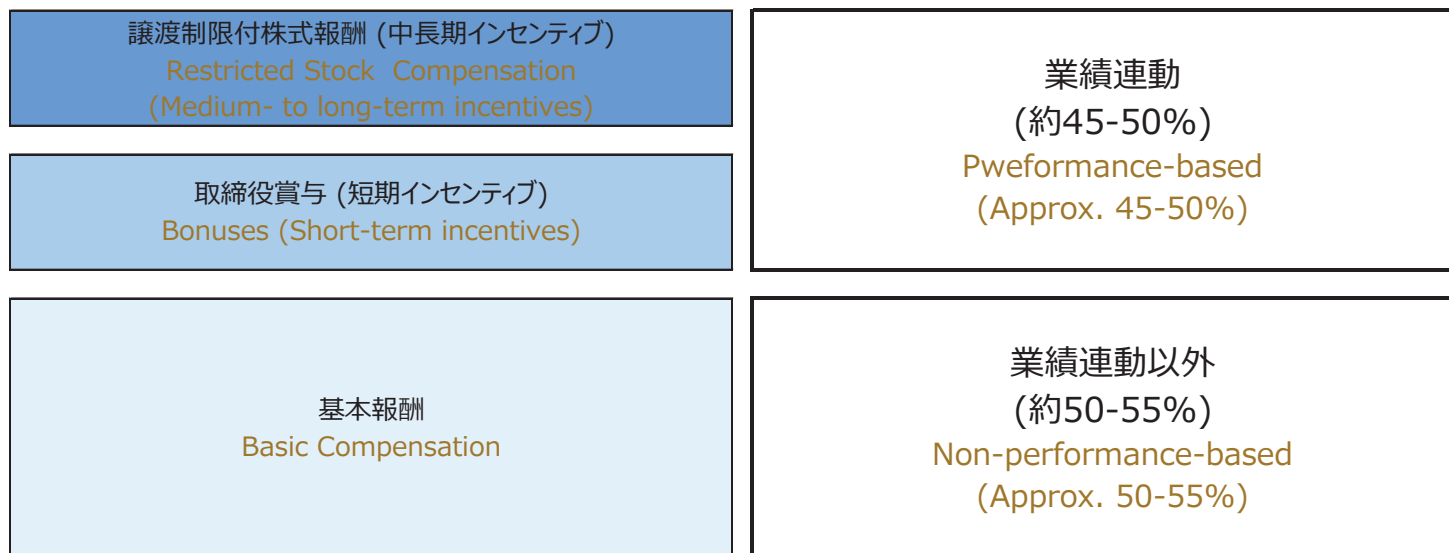 譲渡制限付株式報酬 (中長期インセンティブ)
Restricted Stock Compensation
(Medium- to long-term incentives)
取締役賞与 (短期インセンティブ)
Bonuses (Short-term incentives)
基本報酬
Basic Compensation
業績連動
(約45-50%)
Pweformance-based
(Approx. 45-50%)
業績連動以外
(約50-55%)
Non-performance-based
(Approx. 50-55%)